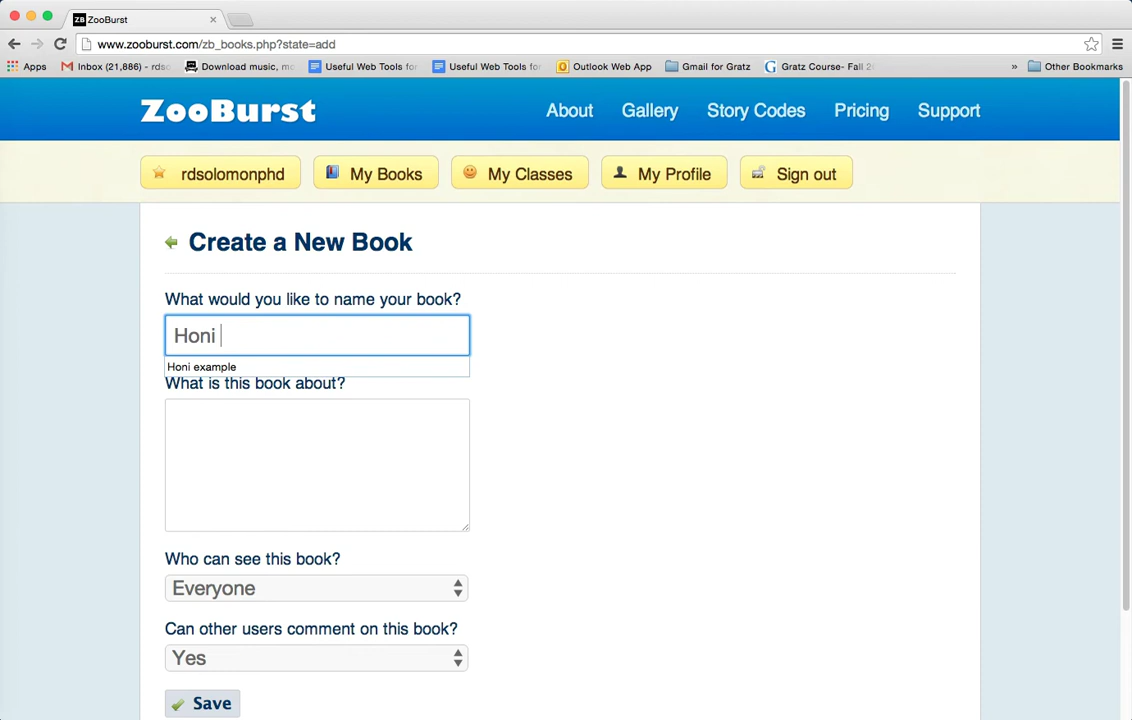 ZB ZooBurst
www.zooburst.com/zb_books.php?state=add
Apps Inbox (21,886) - rdso Download music, mo Useful Web Tools for Useful Web Tools for Outlook Web App Gmail for Gratz Gratz Course- Fall 2 » Other Bookmarks
ZooBurst About Gallery Story Codes Pricing Support
rdsolomonphd My Books My Classes My Profile Sign out
Create a New Book
What would you like to name your book?
Honi
Honi example
What is this book about?
Who can see this book?
Everyone
Can other users comment on this book?
Yes
Save